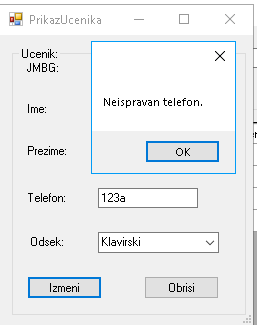 PrikazUcenika
Ucenik:
JMBG:
Neispravan telefon.
OK
Ime:
Prezime:
Telefon:
123a
Odsek:
Klavirski
Izmeni
Obrisi